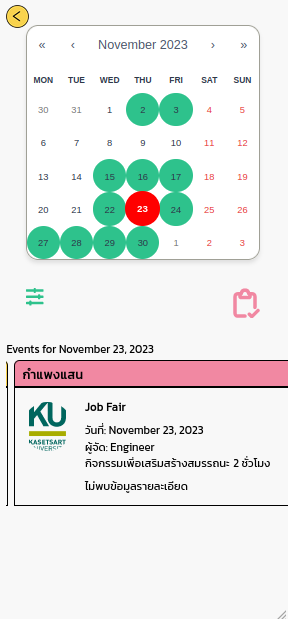 « ‹ November 2023 › »
MON TUE WED THU FRI SAT SUN
30 31 1 2 3 4 5
6 7 8 9 10 11 12
13 14 15 16 17 18 19
20 21 22 23 24 25 26
27 28 29 30 1 2 3
Events for November 23, 2023
กำแพงแสน
KU
KASETSART
Job Fair
วันที่: November 23, 2023
ผู้จัด: Engineer
กิจกรรมเพื่อเสริมสร้างสมรรถนะ 2 ชั่วโมง
ไม่พบข้อมูลรายละเอียด